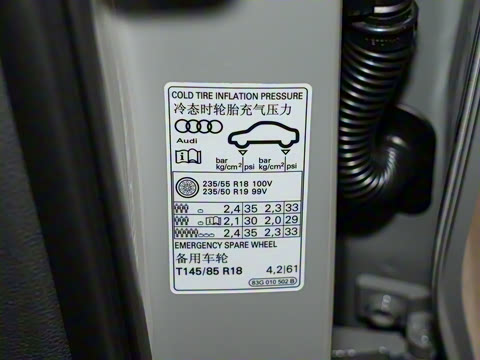 COLD TIRE INFLATION PRESSURE
冷态时轮胎充气压力
Audi
bar kg/cm² psi bar kg/cm² psi
235/55 R18 100V
235/50 R19 99V
2,4 35 2,3 33
2,1 30 2,0 29
2,4 35 2,3 33
EMERGENCY SPARE WHEEL
备用车轮
T145/85 R18 4,2 61
83G 010 502 B